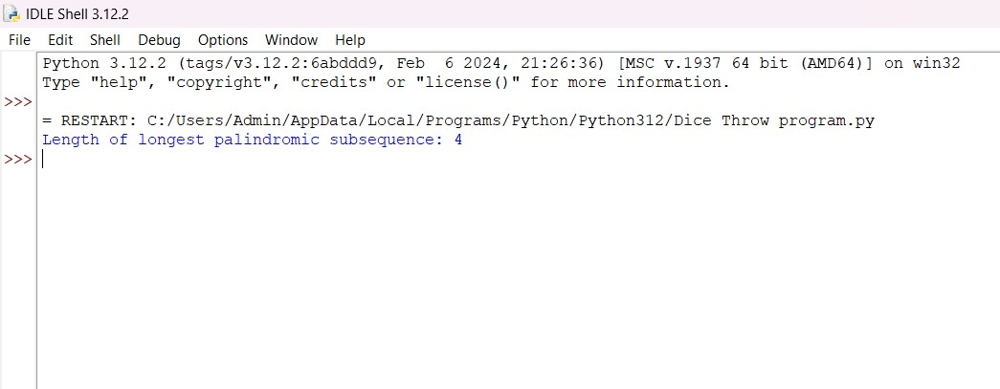 IDLE Shell 3.12.2
File Edit Shell Debug Options Window Help
Python 3.12.2 (tags/v3.12.2:6abddd9, Feb  6 2024, 21:26:36) [MSC v.1937 64 bit (AMD64)] on win32
Type "help", "copyright", "credits" or "license()" for more information.
>>>
= RESTART: C:/Users/Admin/AppData/Local/Programs/Python/Python312/Dice Throw program.py
Length of longest palindromic subsequence: 4
>>>